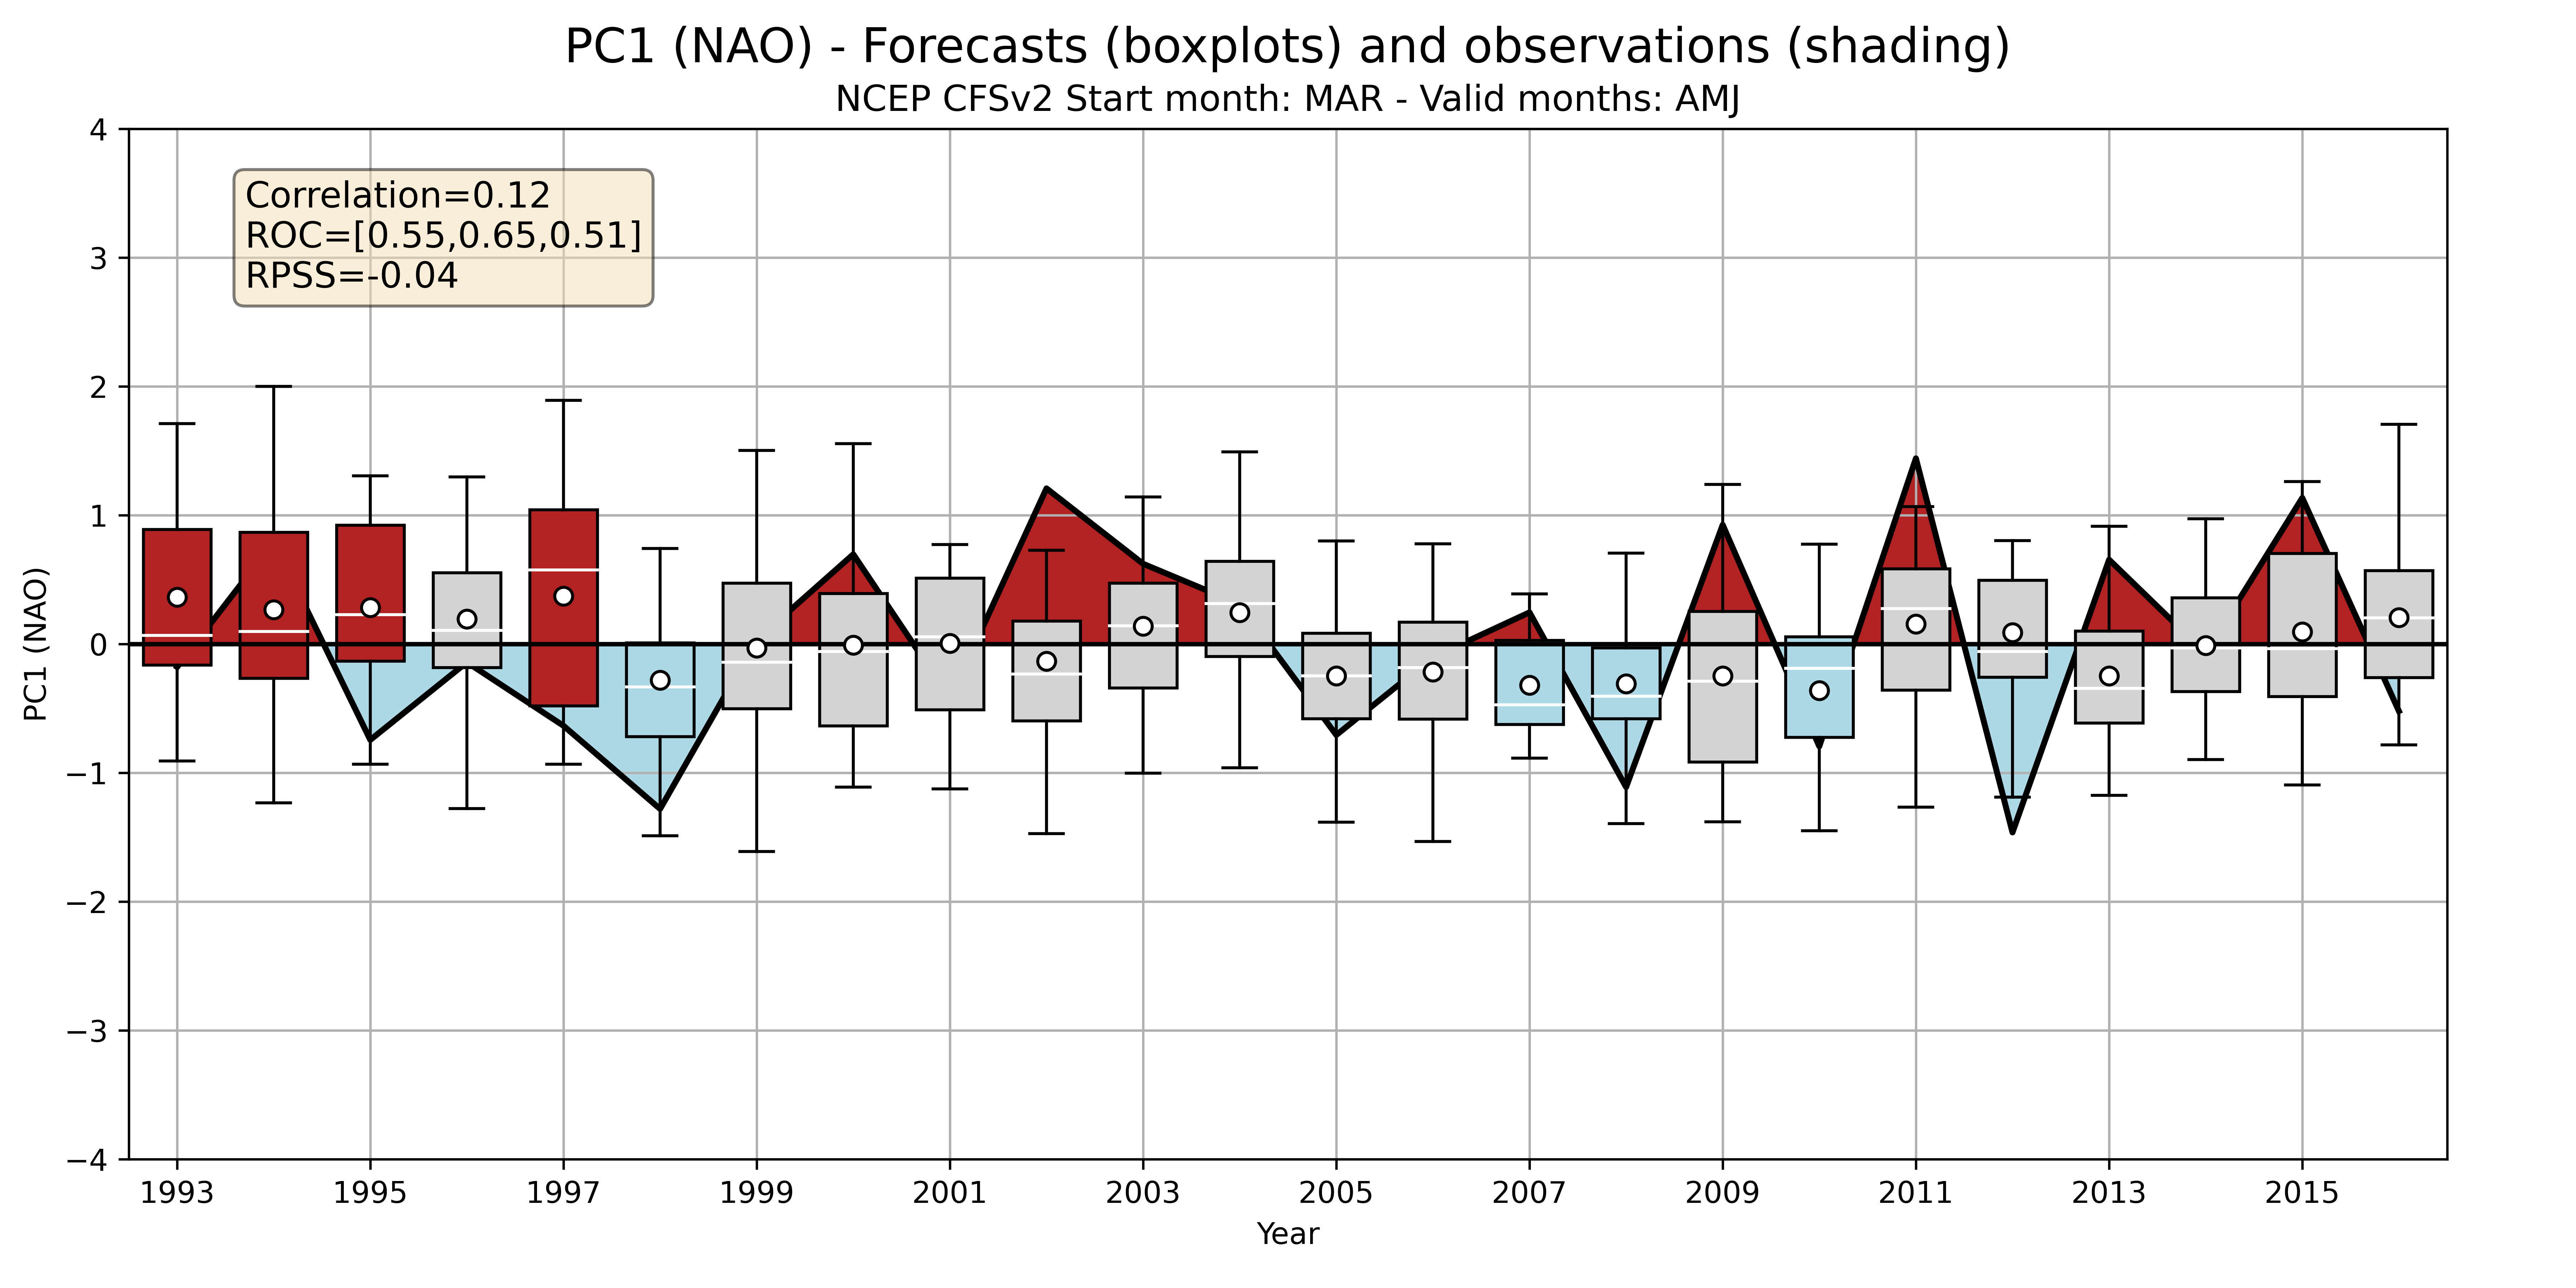 PC1 (NAO) - Forecasts (boxplots) and observations (shading)
NCEP CFSv2 Start month: MAR - Valid months: AMJ
Correlation=0.12
ROC=[0.55,0.65,0.51]
RPSS=-0.04
PC1 (NAO)
4
3
2
1
0
−1
−2
−3
−4
1993 1995 1997 1999 2001 2003 2005 2007 2009 2011 2013 2015
Year